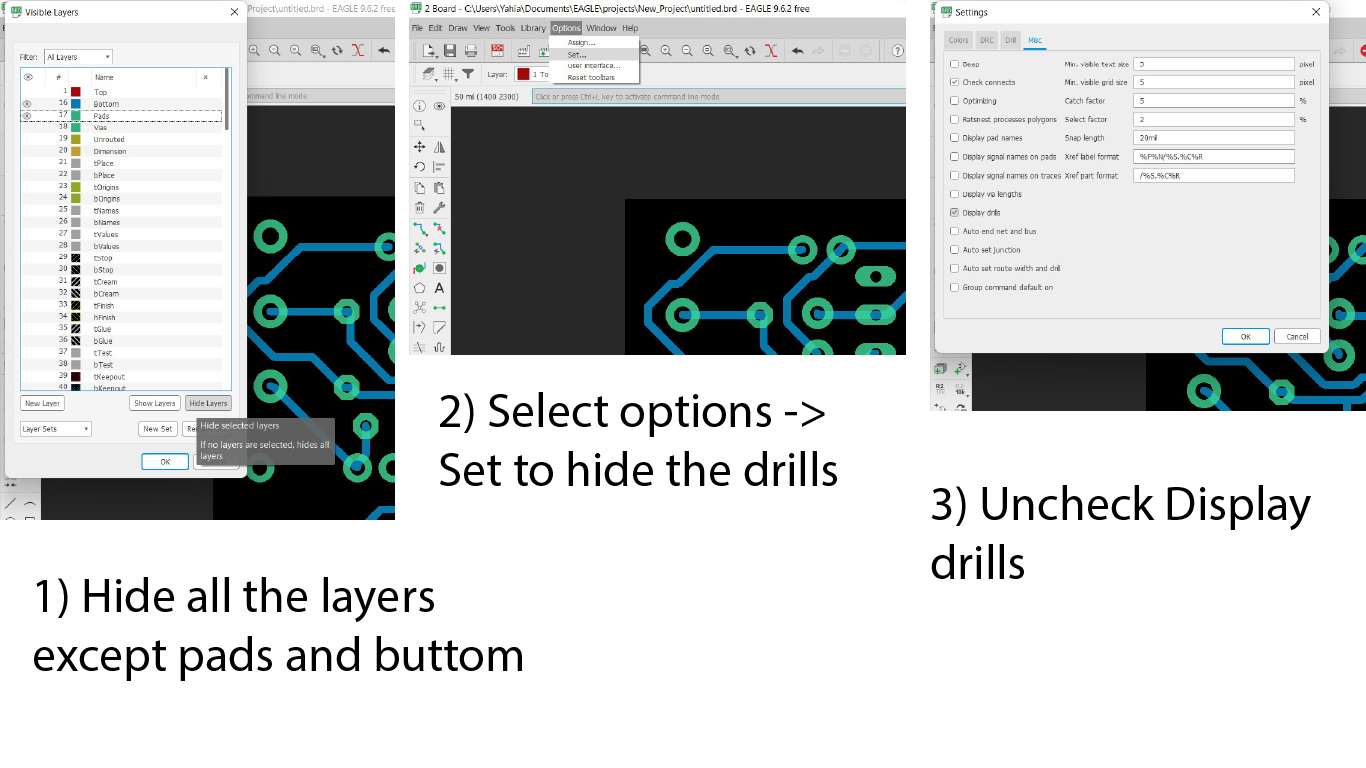 Visible Layers
Filter: All Layers
# Name
1 Top
16 Bottom
17 Pads
18 Vias
19 Unrouted
20 Dimension
21 tPlace
22 bPlace
23 tOrigins
24 bOrigins
25 tNames
26 bNames
27 tValues
28 bValues
29 tStop
30 bStop
31 tCream
32 bCream
33 tFinish
34 bFinish
35 tGlue
36 bGlue
37 tTest
38 bTest
39 tKeepout
40 bKeepout
New Layer Show Layers Hide Layers
Layer Sets New Set
Hide selected layers
If no layers are selected, hides all
layers
OK
Project\untitled.brd - EAGLE 9.6.2 free
mmand line mode
1) Hide all the layers
except pads and buttom
2 Board - C:\Users\Yahia\Documents\EAGLE\projects\New_Project\untitled.brd - EAGLE 9.6.2 free
File Edit Draw View Tools Library Options Window Help
Assign...
Set...
User interface...
Reset toolbars
SCH
Layer: 1 To
50 mil (1400 2300) Click or press Ctrl+L key to activate command line mode
2) Select options ->
Set to hide the drills
Settings
Colors DRC Drill Misc
Beep Min. visible text size 3 pixel
Check connects Min. visible grid size 5 pixel
Optimizing Catch factor 5 %
Ratsnest processes polygons Select factor 2 %
Display pad names Snap length 20mil
Display signal names on pads Xref label format %F%N/%S.%C%R
Display signal names on traces Xref part format /%S.%C%R
Display via lengths
Display drills
Auto end net and bus
Auto set junction
Auto set route width and drill
Group command default on
OK Cancel
R2 R2
10k 10k
3) Uncheck Display
drills